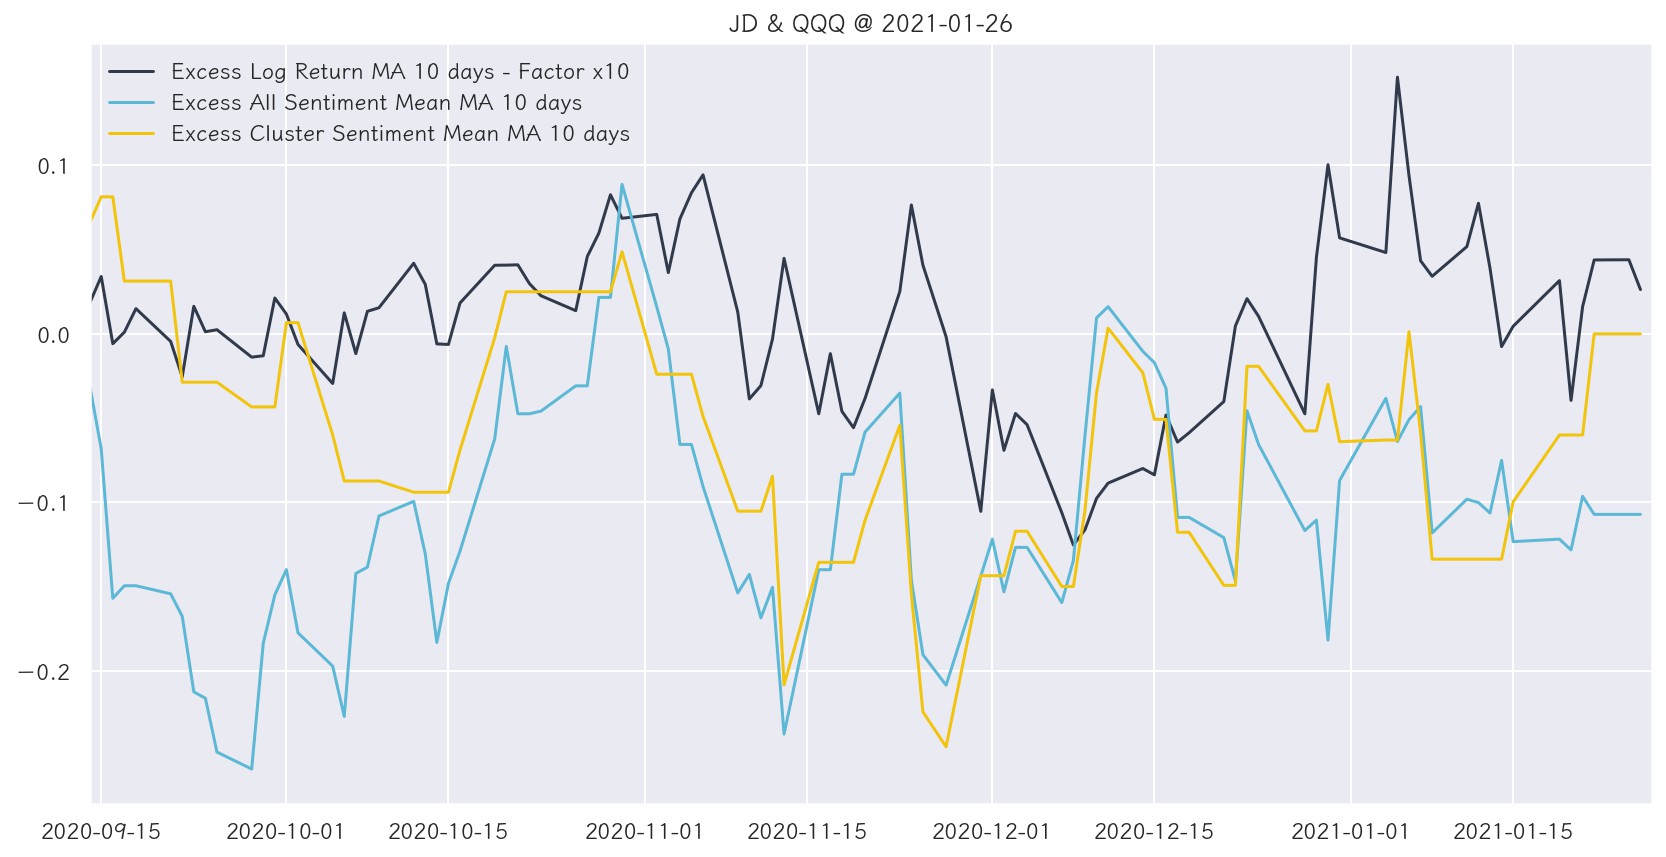 JD & QQQ @ 2021-01-26
Excess Log Return MA 10 days - Factor x10
Excess All Sentiment Mean MA 10 days
Excess Cluster Sentiment Mean MA 10 days
0.1
0.0
−0.1
−0.2
2020-09-15 2020-10-01 2020-10-15 2020-11-01 2020-11-15 2020-12-01 2020-12-15 2021-01-01 2021-01-15